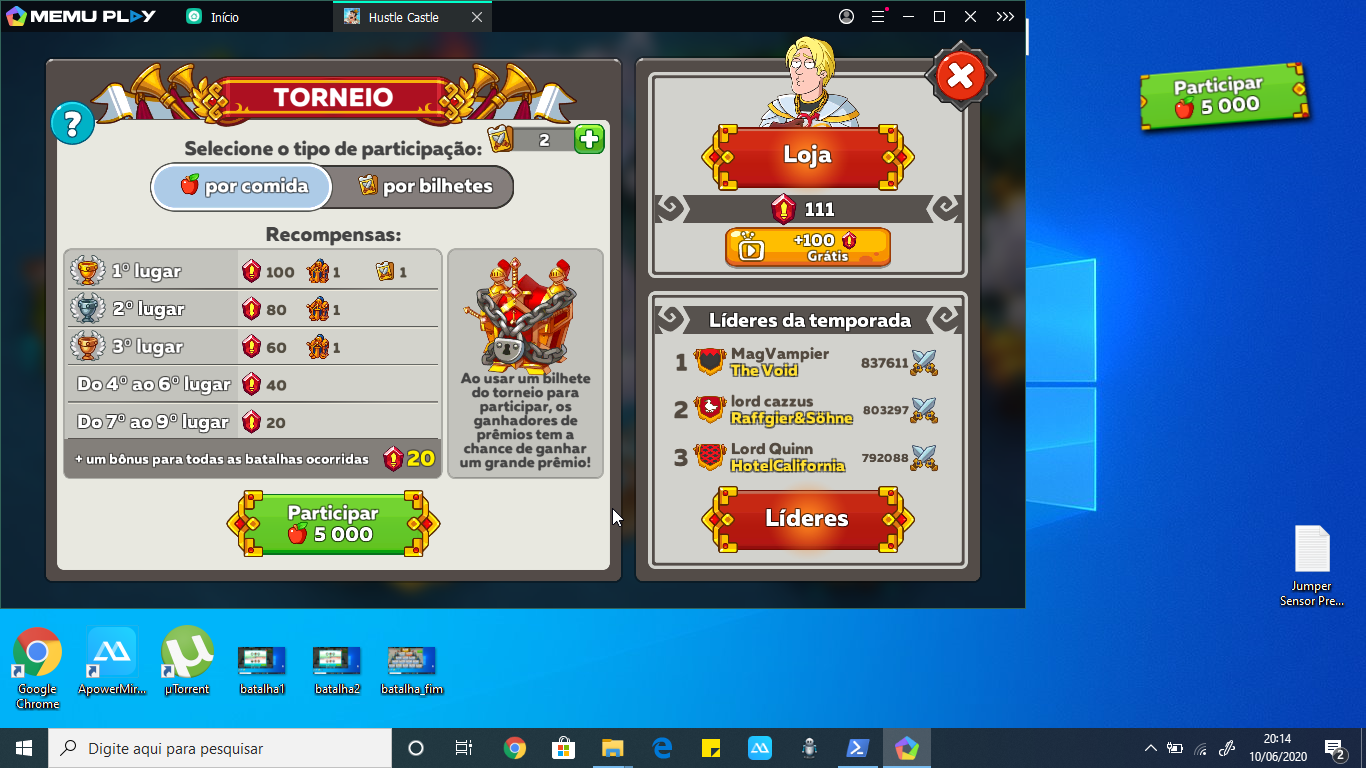 MEMU PLAY
Início
Hustle Castle
TORNEIO
?
Selecione o tipo de participação:
2
por comida
por bilhetes
Recompensas:
1º lugar 100 1 1
2º lugar 80 1
3º lugar 60 1
Do 4º ao 6º lugar 40
Do 7º ao 9º lugar 20
+ um bônus para todas as batalhas ocorridas 20
Ao usar um bilhete
do torneio para
participar, os
ganhadores de
prêmios tem a
chance de ganhar
um grande prêmio!
Participar
5 000
Loja
111
+100
Grátis
Líderes da temporada
1 MagVampier 837611
The Void
2 lord cazzus 803297
Raffgier&Söhne
3 Lord Quinn 792088
HotelCalifornia
Líderes
Participar
5 000
Jumper
Sensor Pre...
Google
Chrome
ApowerMir...
µTorrent
batalha1
batalha2
batalha_fim
Digite aqui para pesquisar
20:14
10/06/2020
2